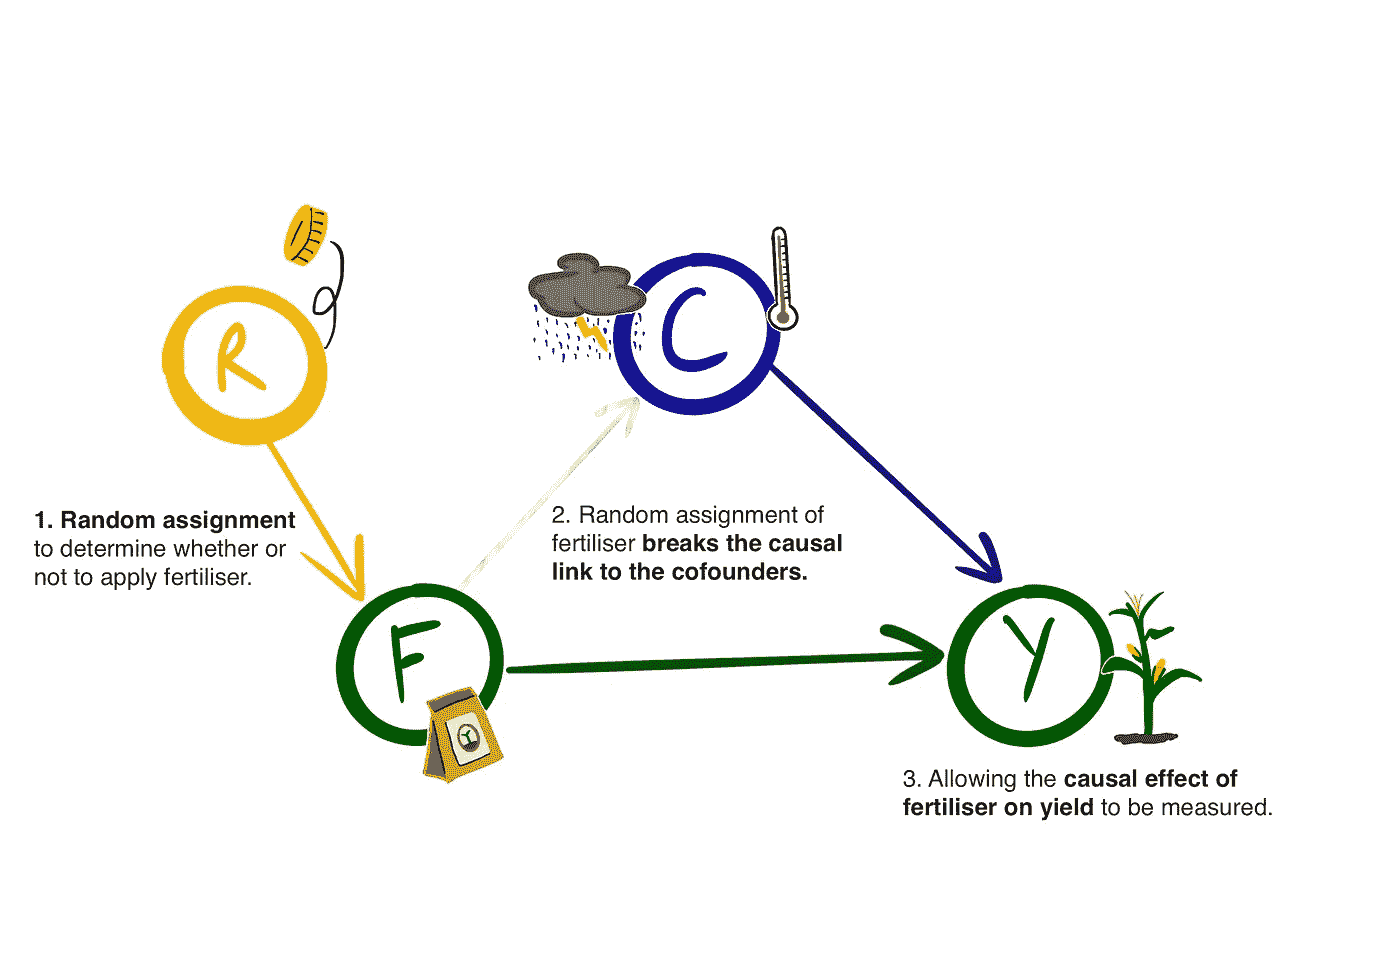 R
C
1. Random assignment
to determine whether or
not to apply fertiliser.
2. Random assignment of
fertiliser breaks the causal
link to the cofounders.
F
Y
3. Allowing the causal effect of
fertiliser on yield to be measured.